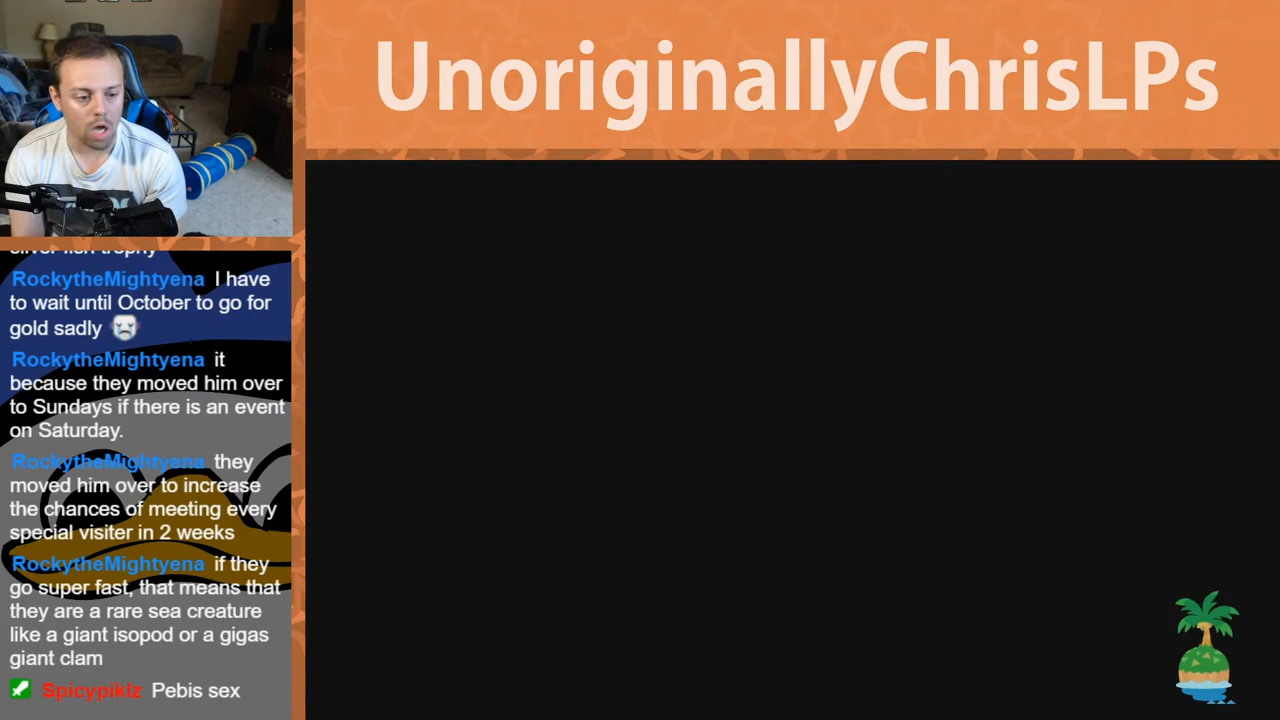 UnoriginallyChrisLPs
silver fish trophy
RockytheMightyena I have
to wait until October to go for
gold sadly
RockytheMightyena it
because they moved him over
to Sundays if there is an event
on Saturday.
RockytheMightyena they
moved him over to increase
the chances of meeting every
special visiter in 2 weeks
RockytheMightyena if they
go super fast, that means that
they are a rare sea creature
like a giant isopod or a gigas
giant clam
Spicypiklz Pebis sex